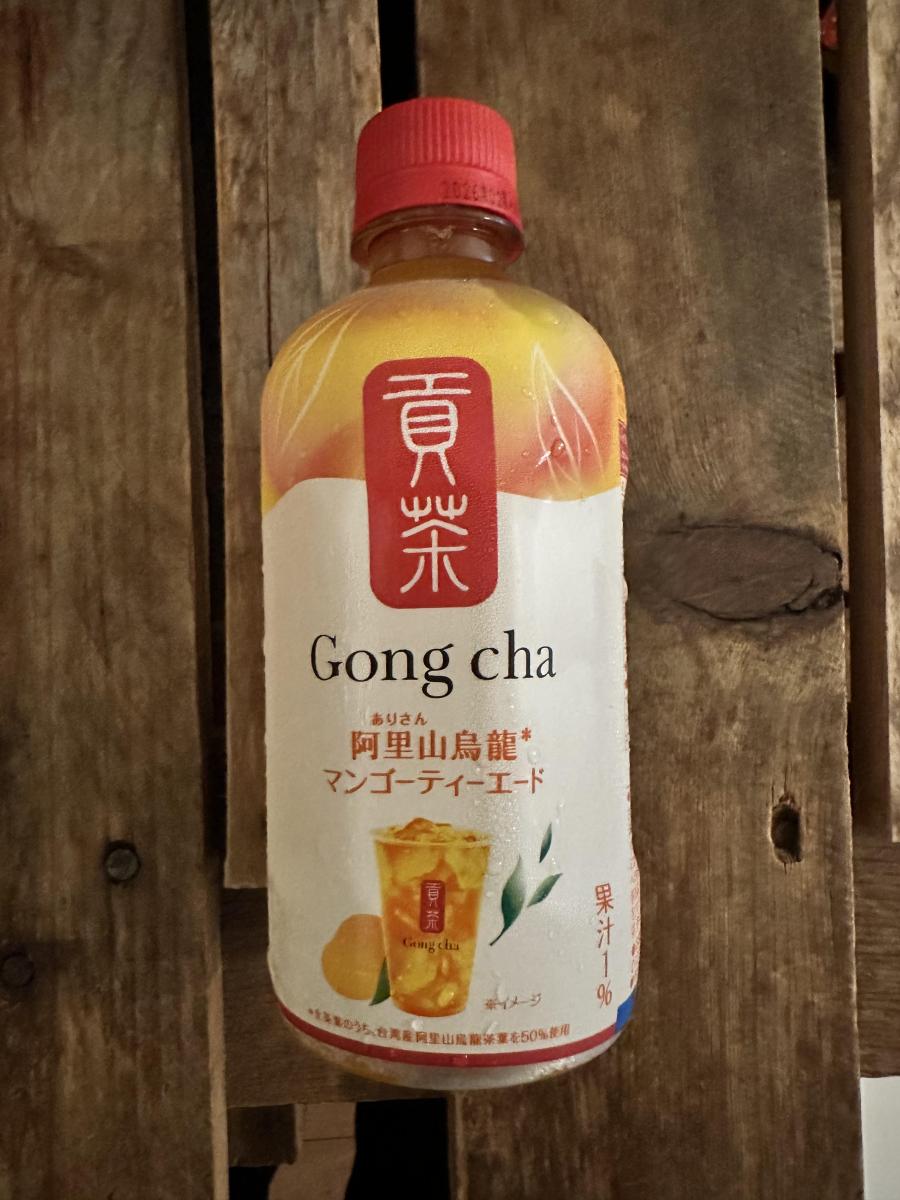 貢茶
Gong cha
ありさん
阿里山烏龍*
マンゴーティーエード
貢茶
Gong cha
果汁1%
※イメージ
*全茶葉のうち、台湾産阿里山烏龍茶葉を50%使用